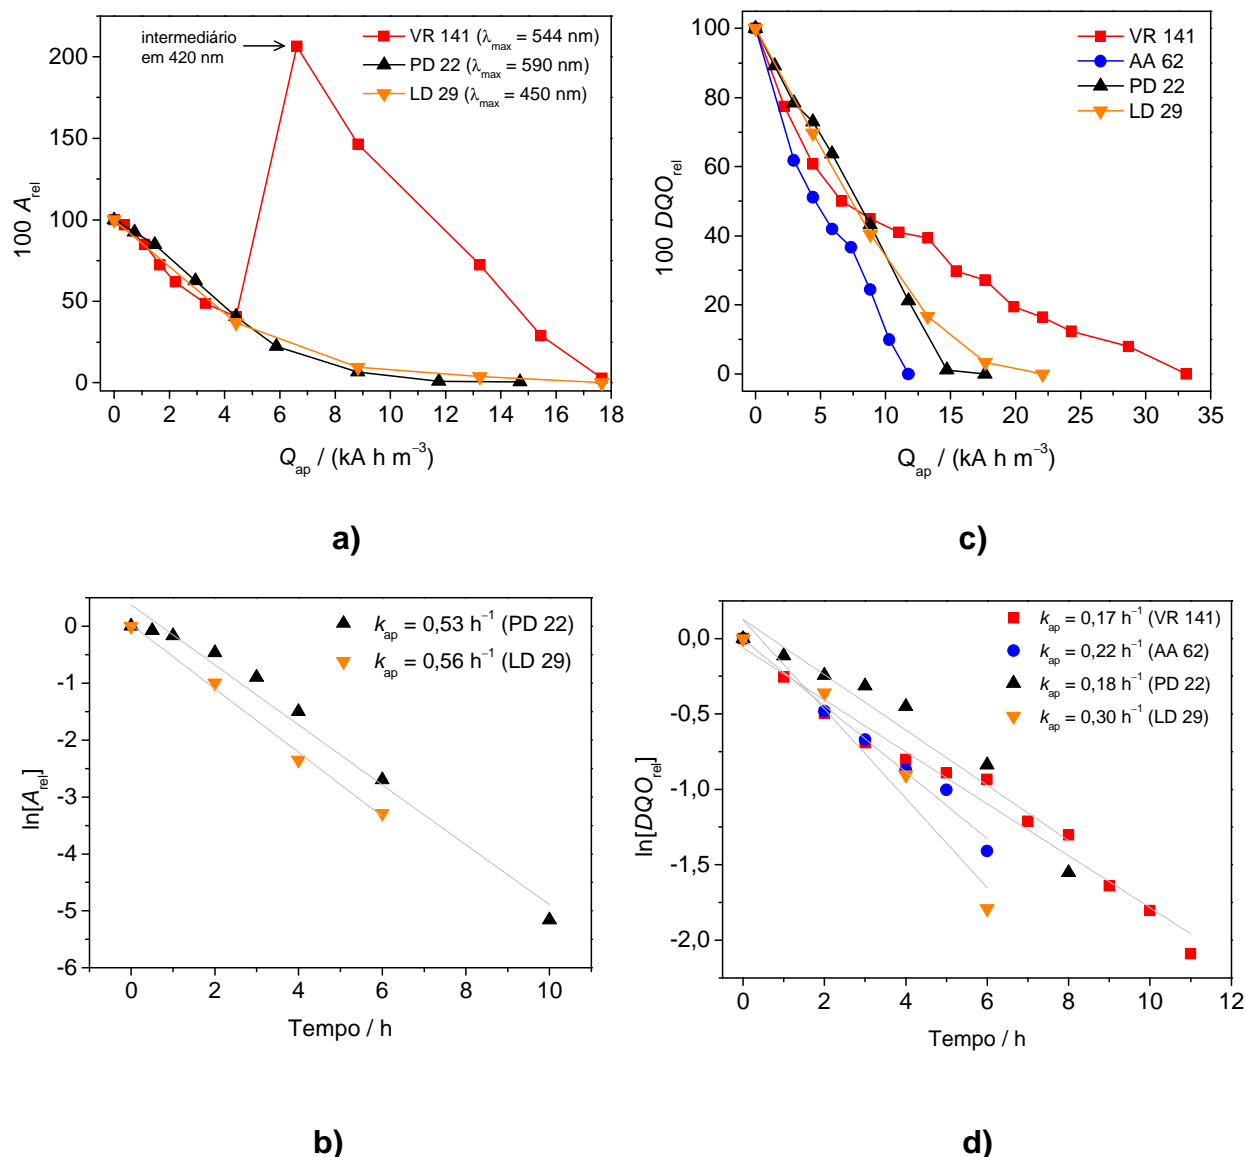 intermediário
em 420 nm
VR 141 (λmax = 544 nm)
PD 22 (λmax = 590 nm)
LD 29 (λmax = 450 nm)
200
150
100
50
0
100 Arel
0 2 4 6 8 10 12 14 16 18
Qap / (kA h m⁻³)
a)
VR 141
AA 62
PD 22
LD 29
100
80
60
40
20
0
100 DQOrel
0 5 10 15 20 25 30 35
Qap / (kA h m⁻³)
c)
kap = 0,53 h⁻¹ (PD 22)
kap = 0,56 h⁻¹ (LD 29)
0
-1
-2
-3
-4
-5
-6
ln[Arel]
0 2 4 6 8 10
Tempo / h
b)
kap = 0,17 h⁻¹ (VR 141)
kap = 0,22 h⁻¹ (AA 62)
kap = 0,18 h⁻¹ (PD 22)
kap = 0,30 h⁻¹ (LD 29)
0,0
-0,5
-1,0
-1,5
-2,0
ln[DQOrel]
0 2 4 6 8 10 12
Tempo / h
d)